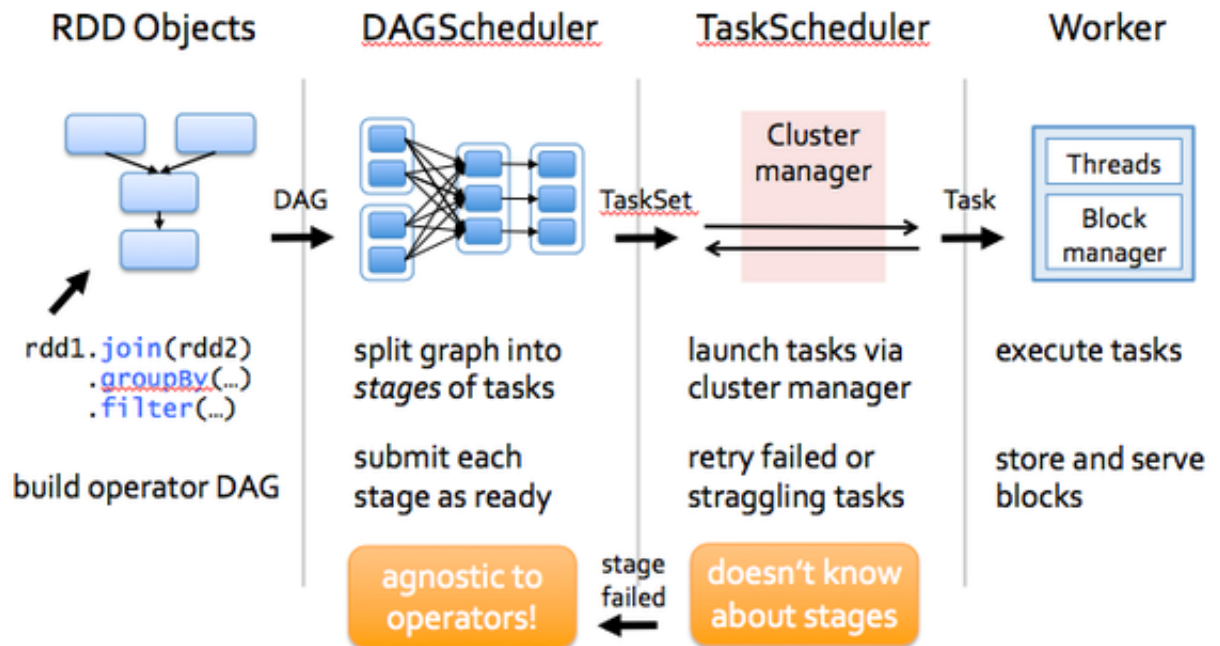 RDD Objects
DAGScheduler
TaskScheduler
Worker
DAG
TaskSet
Cluster
manager
Task
Threads
Block
manager
rdd1.join(rdd2)
.groupBy(…)
.filter(…)
build operator DAG
split graph into
stages of tasks
submit each
stage as ready
launch tasks via
cluster manager
retry failed or
straggling tasks
execute tasks
store and serve
blocks
agnostic to
operators!
stage
failed
doesn't know
about stages